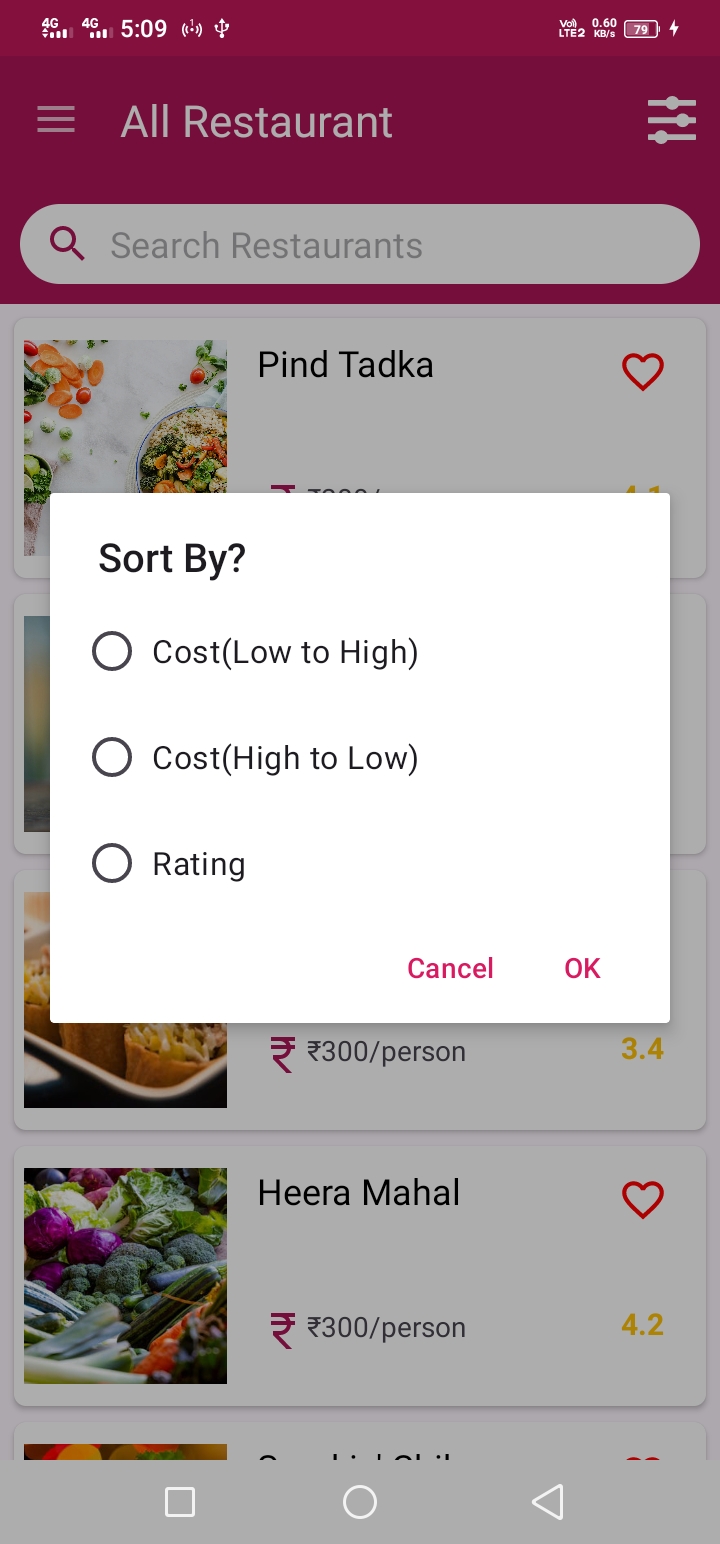 4G 4G 5:09 Vo) LTE2 0.60 KB/s 79
All Restaurant
Search Restaurants
Pind Tadka
4.1
Sort By?
Cost(Low to High)
Cost(High to Low)
Rating
Cancel OK
₹ ₹300/person 3.4
Heera Mahal
₹ ₹300/person 4.2